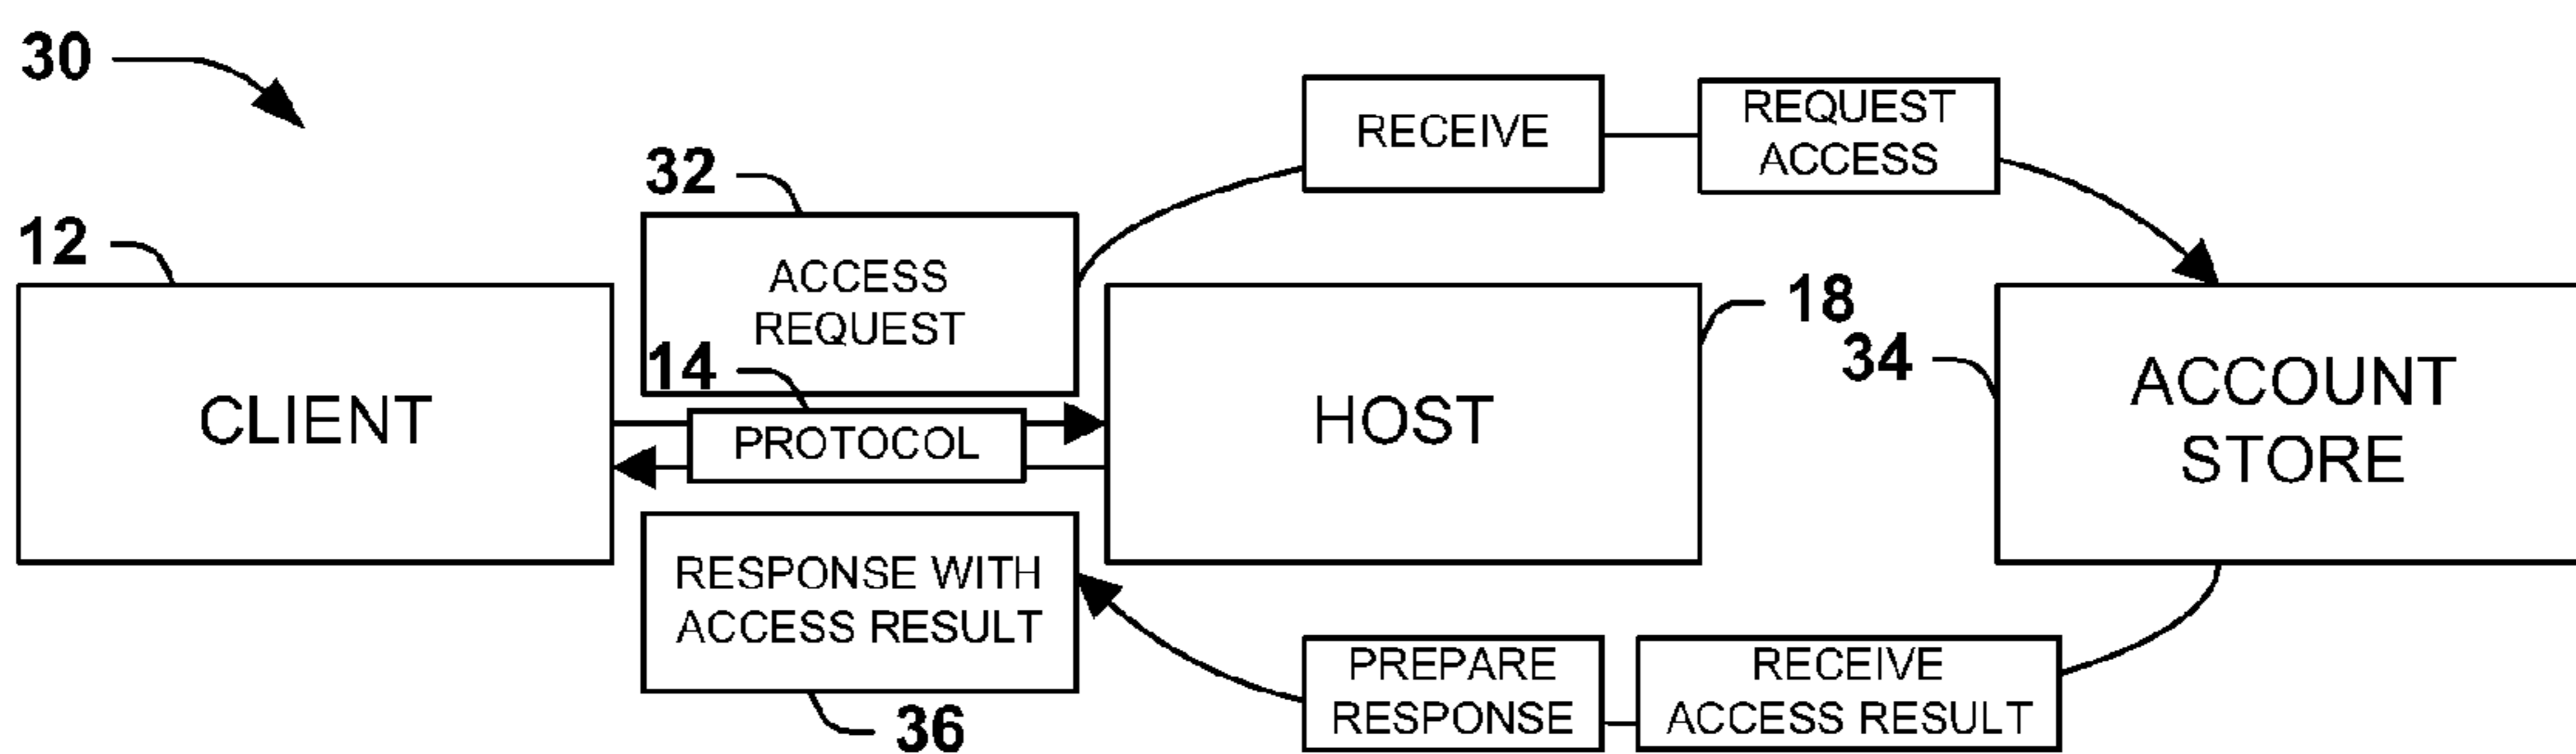 30
RECEIVE
REQUEST
ACCESS
32
12
ACCESS
REQUEST
18
14
34
CLIENT
PROTOCOL
HOST
ACCOUNT
STORE
RESPONSE WITH
ACCESS RESULT
PREPARE
RESPONSE
RECEIVE
ACCESS RESULT
36